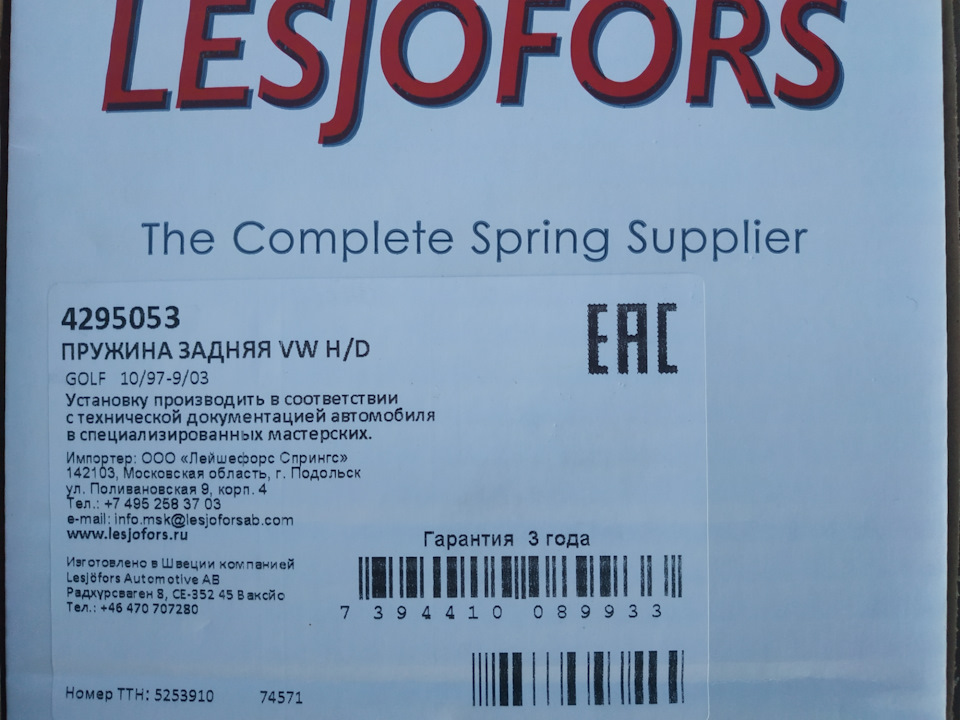 LESJOFORS
The Complete Spring Supplier
4295053
EAC
ПРУЖИНА ЗАДНЯЯ VW H/D
GOLF 10/97-9/03
Установку производить в соответствии
с технической документацией автомобиля
в специализированных мастерских.
Импортер: ООО «Лейшефорс Спрингс»
142103, Московская область, г. Подольск
ул. Поливановская 9, корп. 4
Тел.: +7 495 258 37 03
e-mail: info.msk@lesjoforsab.com
www.lesjofors.ru
Гарантия 3 года
Изготовлено в Швеции компанией
Lesjöfors Automotive AB
Радхурсваген 8, СЕ-352 45 Ваксйо
Тел.: +46 470 707280
7 394410 089933
Номер ТТН: 5253910 74571